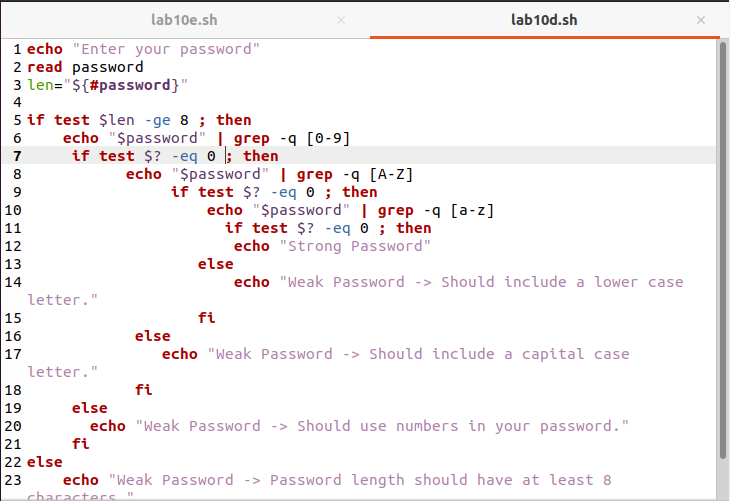 lab10e.sh × lab10d.sh ×
1 echo "Enter your password"
2 read password
3 len="${#password}"
4
5 if test $len -ge 8 ; then
6 echo "$password" | grep -q [0-9]
7 if test $? -eq 0 ; then
8 echo "$password" | grep -q [A-Z]
9 if test $? -eq 0 ; then
10 echo "$password" | grep -q [a-z]
11 if test $? -eq 0 ; then
12 echo "Strong Password"
13 else
14 echo "Weak Password -> Should include a lower case
letter."
15 fi
16 else
17 echo "Weak Password -> Should include a capital case
letter."
18 fi
19 else
20 echo "Weak Password -> Should use numbers in your password."
21 fi
22 else
23 echo "Weak Password -> Password length should have at least 8
characters."